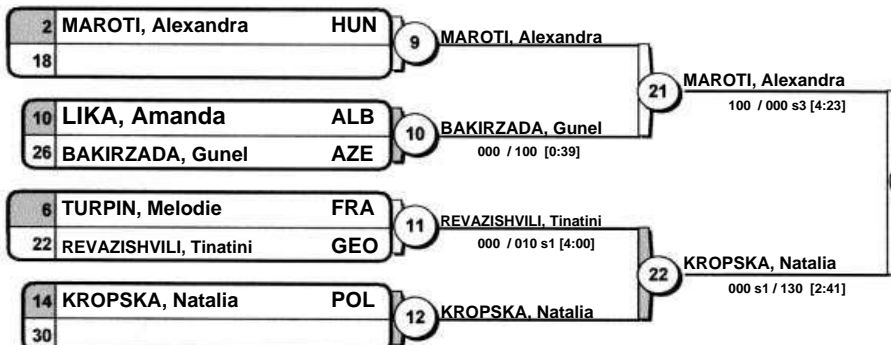 2 MAROTI, Alexandra HUN
18
9
MAROTI, Alexandra
10 LIKA, Amanda ALB
26 BAKIRZADA, Gunel AZE
10
BAKIRZADA, Gunel
000 / 100 [0:39]
21
MAROTI, Alexandra
100 / 000 s3 [4:23]
6 TURPIN, Melodie FRA
22 REVAZISHVILI, Tinatini GEO
11
REVAZISHVILI, Tinatini
000 / 010 s1 [4:00]
14 KROPSKA, Natalia POL
30
12
KROPSKA, Natalia
22
KROPSKA, Natalia
000 s1 / 130 [2:41]